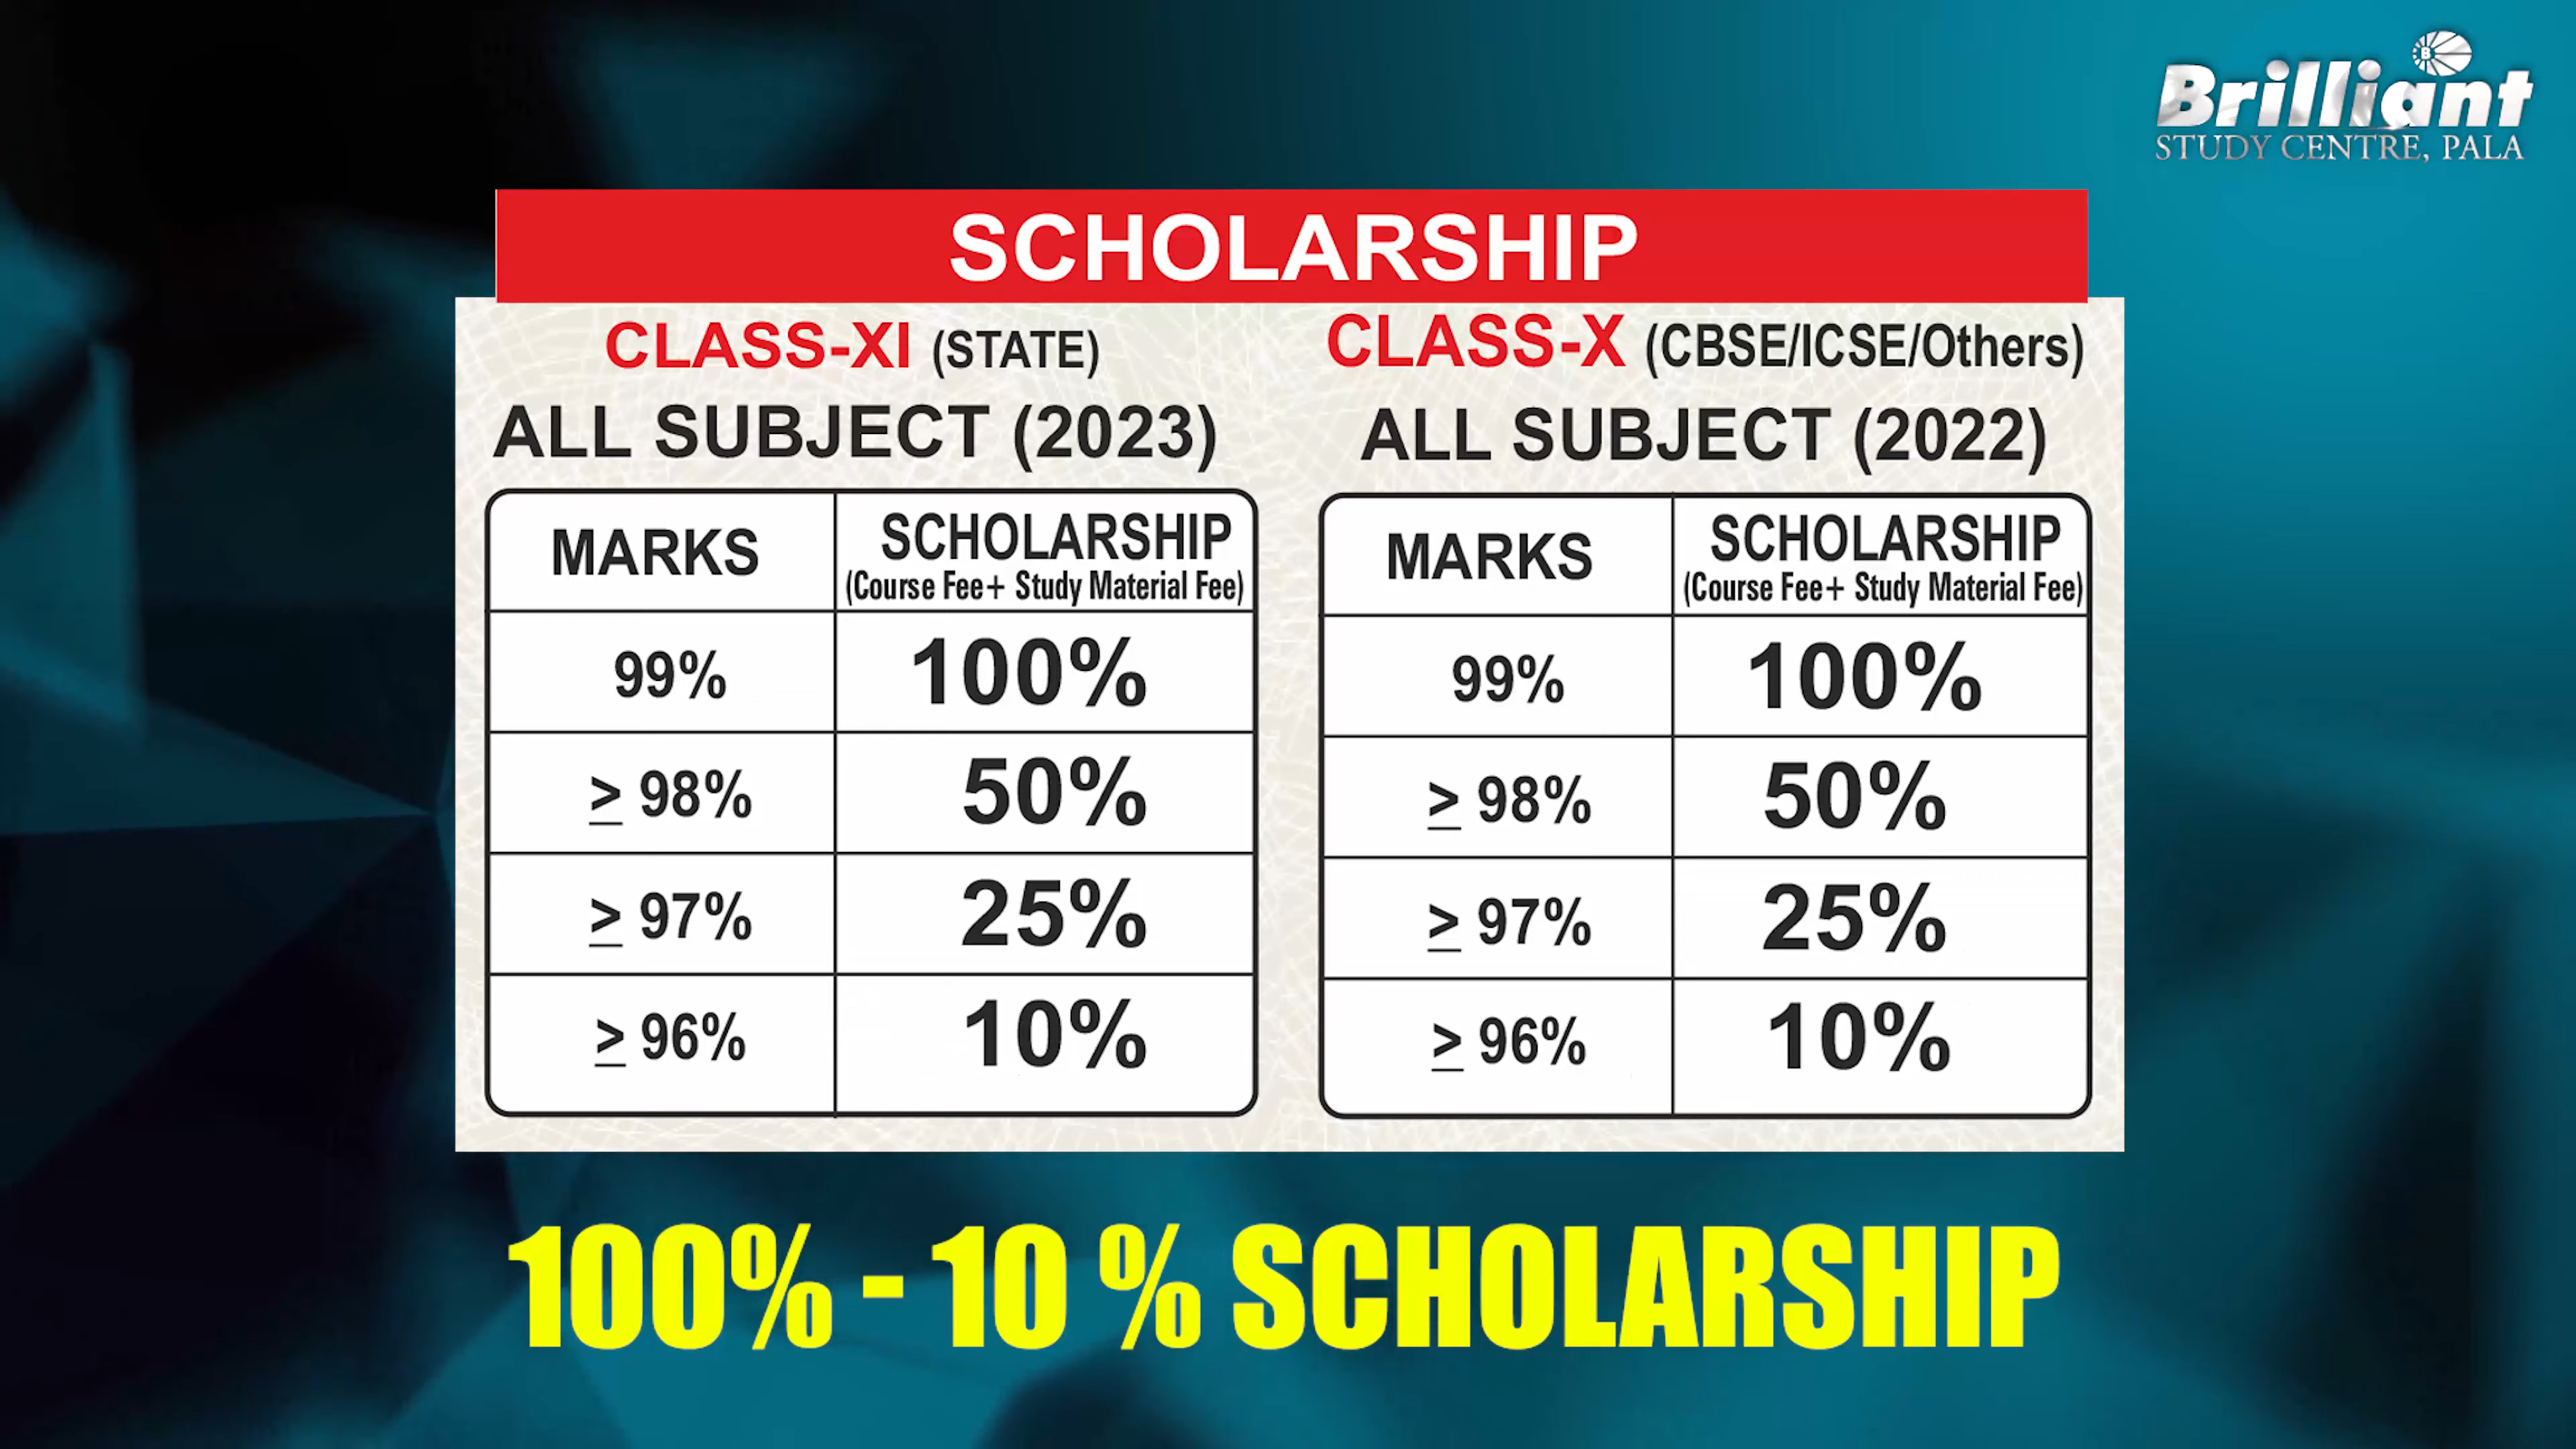 Brilliant
STUDY CENTRE, PALA
SCHOLARSHIP
CLASS-XI (STATE)
ALL SUBJECT (2023)
MARKS SCHOLARSHIP
(Course Fee+ Study Material Fee)
99% 100%
≥ 98% 50%
≥ 97% 25%
≥ 96% 10%
CLASS-X (CBSE/ICSE/Others)
ALL SUBJECT (2022)
MARKS SCHOLARSHIP
(Course Fee+ Study Material Fee)
99% 100%
≥ 98% 50%
≥ 97% 25%
≥ 96% 10%
100% - 10 % SCHOLARSHIP